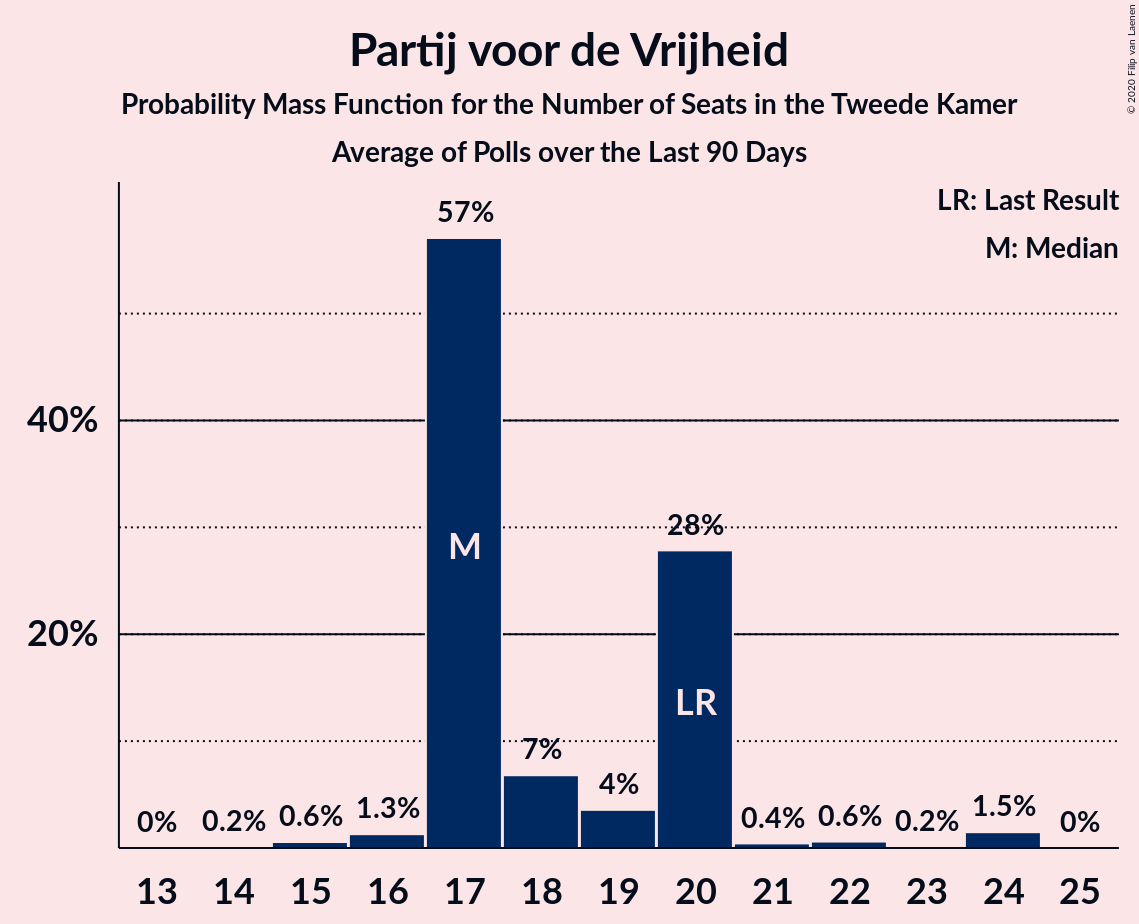 Partij voor de Vrijheid
Probability Mass Function for the Number of Seats in the Tweede Kamer
Average of Polls over the Last 90 Days
© 2020 Filip van Laenen
LR: Last Result
M: Median
40%
20%
0%
0.2%
0.6%
1.3%
57%
7%
4%
28%
0.4%
0.6%
0.2%
1.5%
0%
M
LR
13 14 15 16 17 18 19 20 21 22 23 24 25